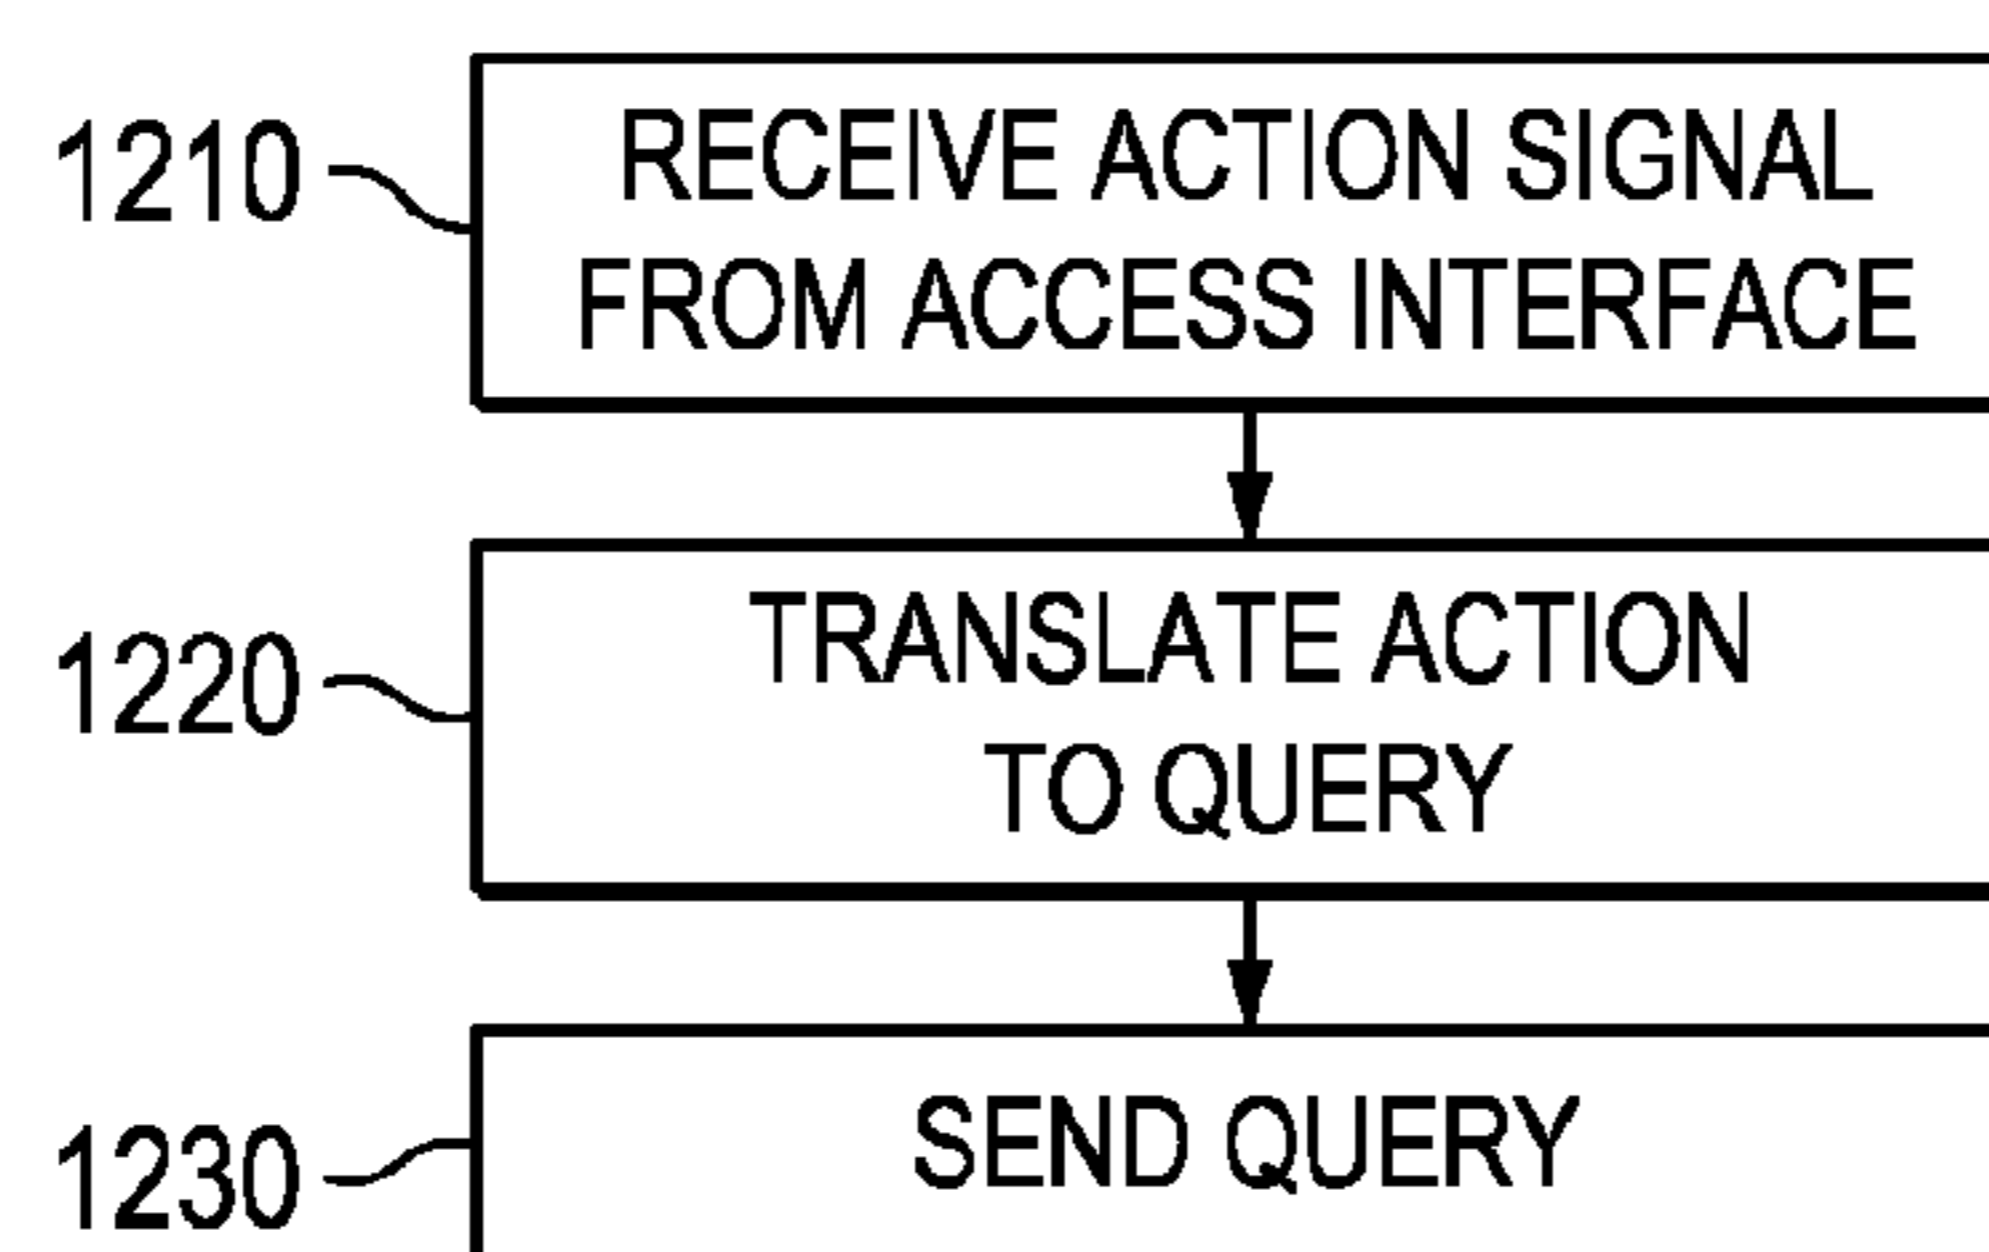 1210
RECEIVE ACTION SIGNAL
FROM ACCESS INTERFACE
1220
TRANSLATE ACTION
TO QUERY
1230
SEND QUERY